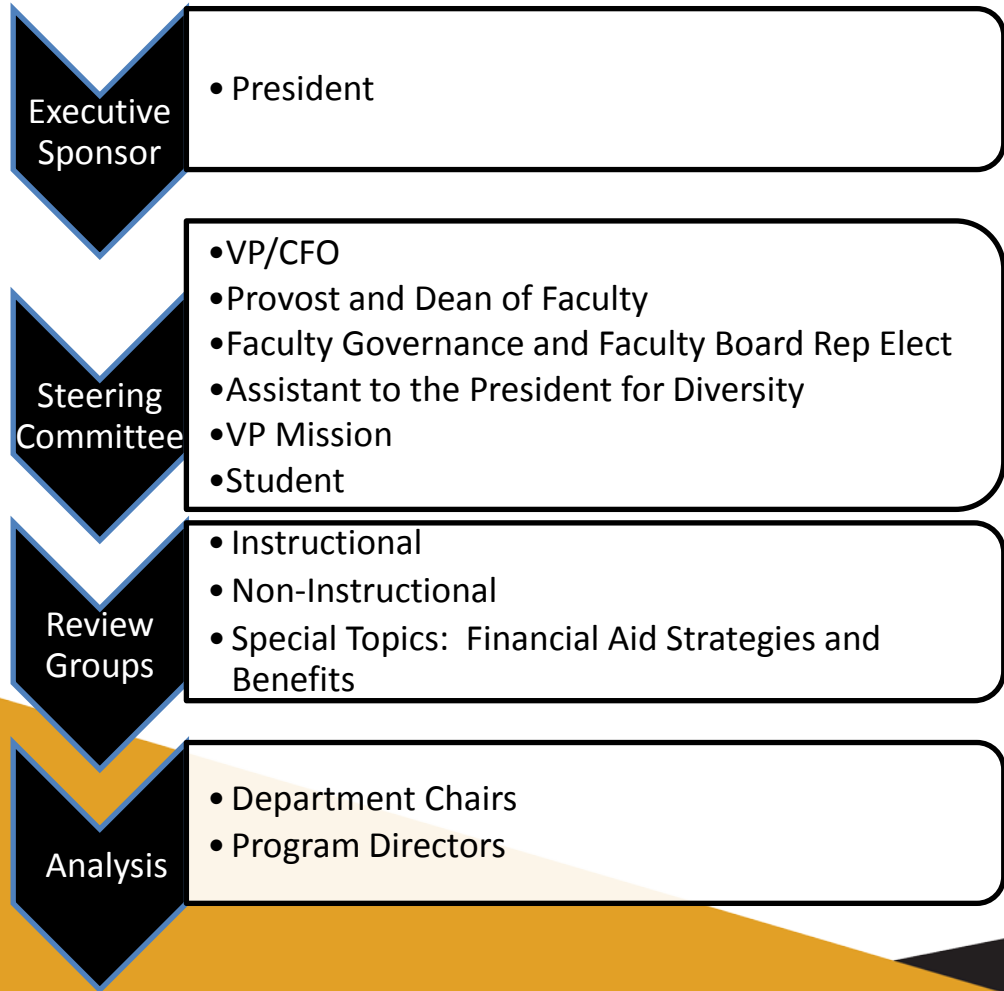 Executive
Sponsor
• President
Steering
Committee
•VP/CFO
•Provost and Dean of Faculty
•Faculty Governance and Faculty Board Rep Elect
•Assistant to the President for Diversity
•VP Mission
•Student
Review
Groups
• Instructional
• Non-Instructional
• Special Topics:  Financial Aid Strategies and
Benefits
Analysis
• Department Chairs
• Program Directors